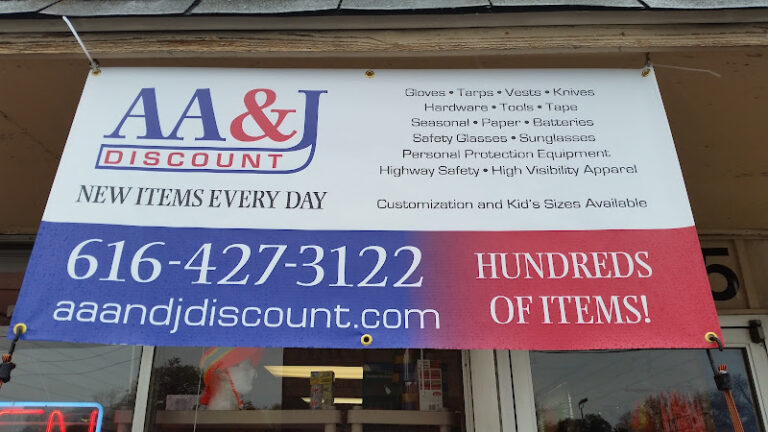 AA&J
DISCOUNT
NEW ITEMS EVERY DAY
Gloves • Tarps • Vests • Knives
Hardware • Tools • Tape
Seasonal • Paper • Batteries
Safety Glasses • Sunglasses
Personal Protection Equipment
Highway Safety • High Visibility Apparel
Customization and Kid's Sizes Available
616-427-3122
aaandjdiscount.com
HUNDREDS
OF ITEMS!
5